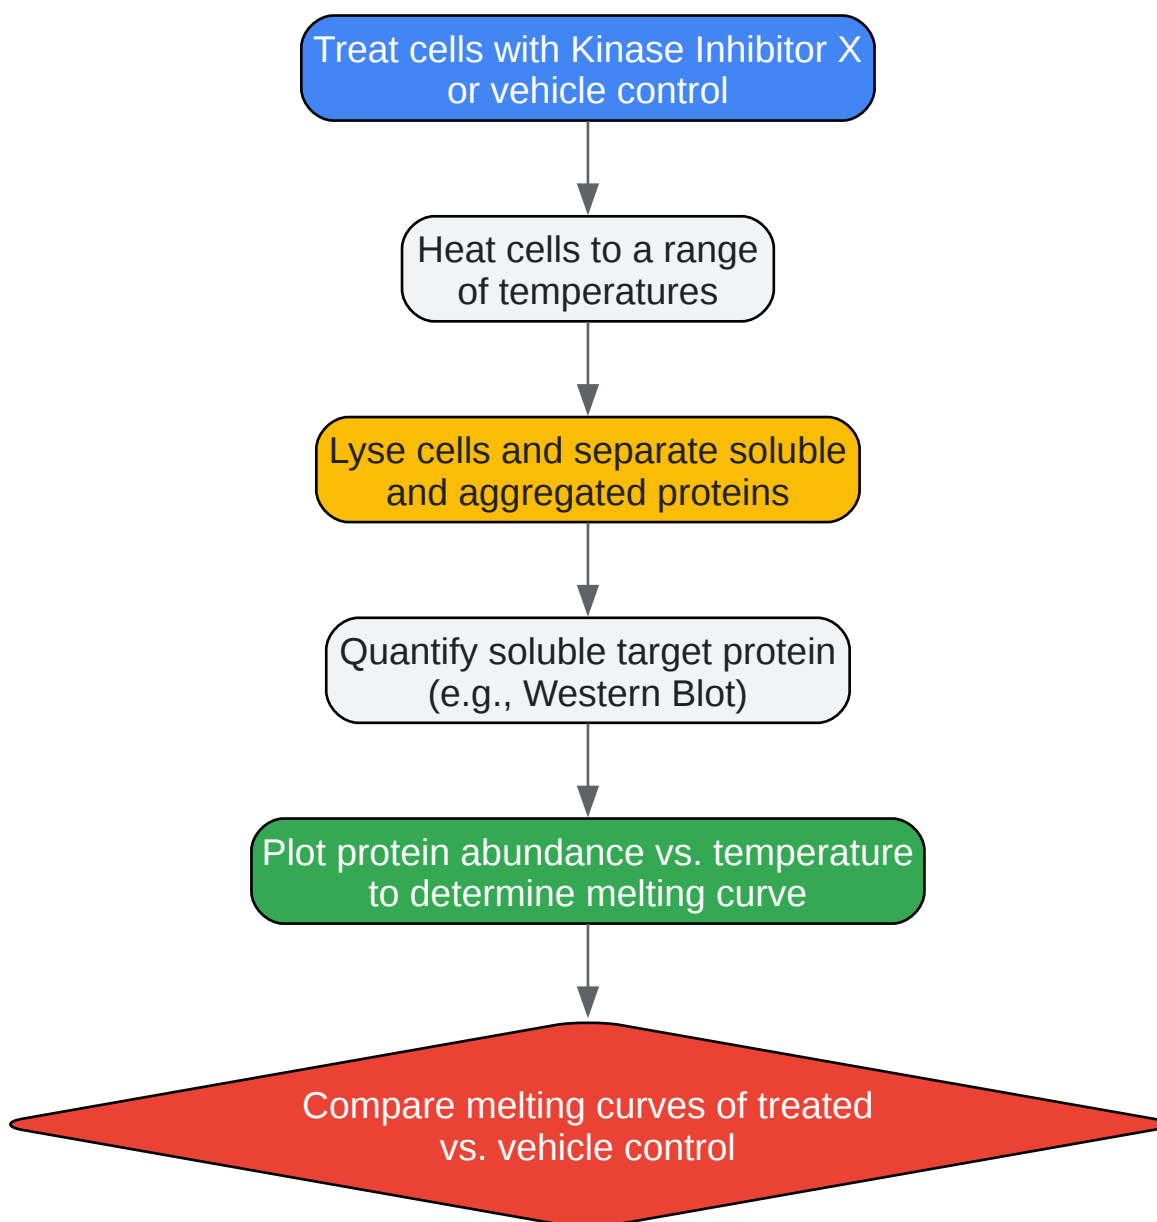 Treat cells with Kinase Inhibitor X
or vehicle control
Heat cells to a range
of temperatures
Lyse cells and separate soluble
and aggregated proteins
Quantify soluble target protein
(e.g., Western Blot)
Plot protein abundance vs. temperature
to determine melting curve
Compare melting curves of treated
vs. vehicle control